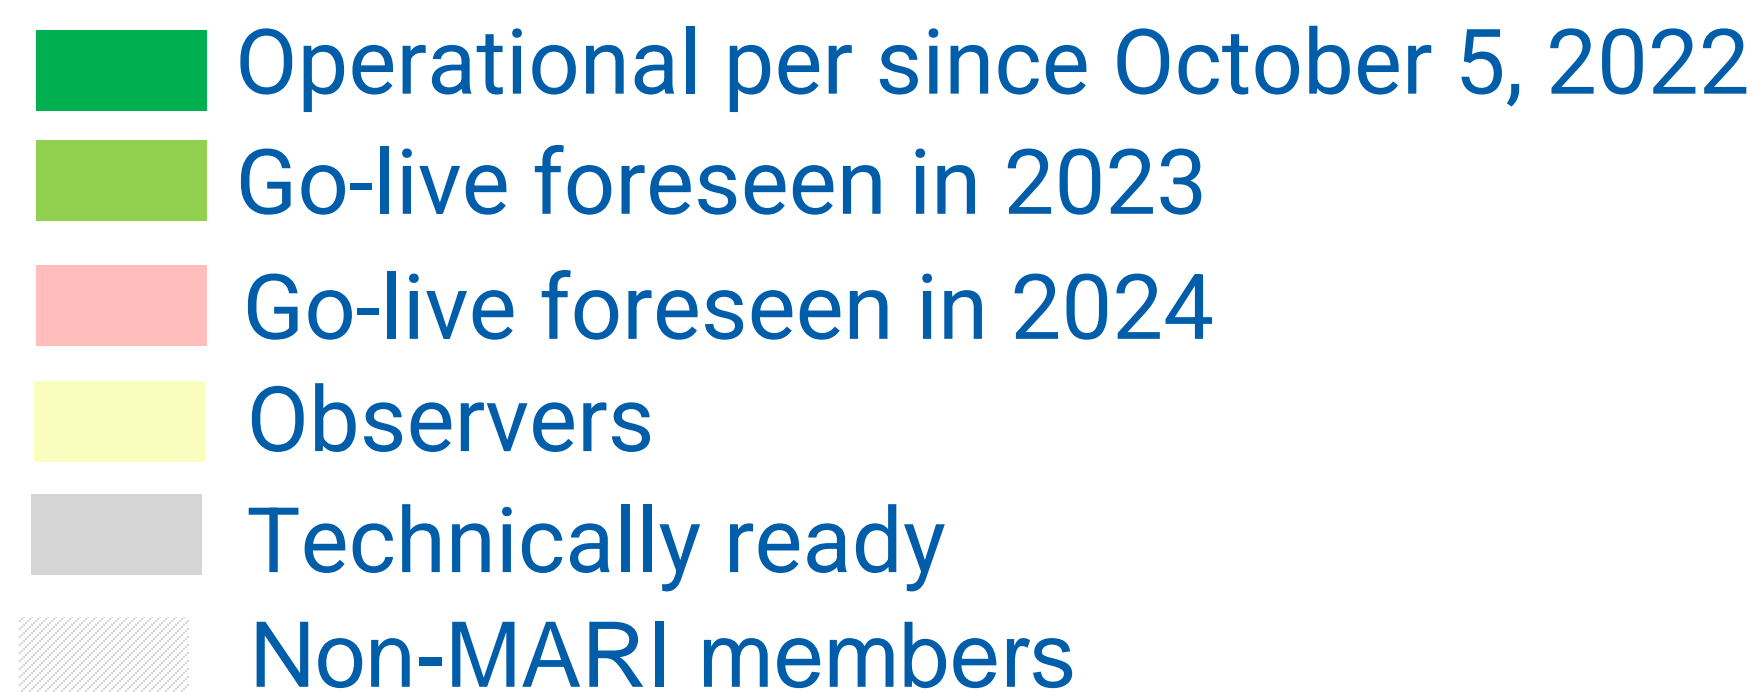 Operational per since October 5, 2022
Go-live foreseen in 2023
Go-live foreseen in 2024
Observers
Technically ready
Non-MARI members